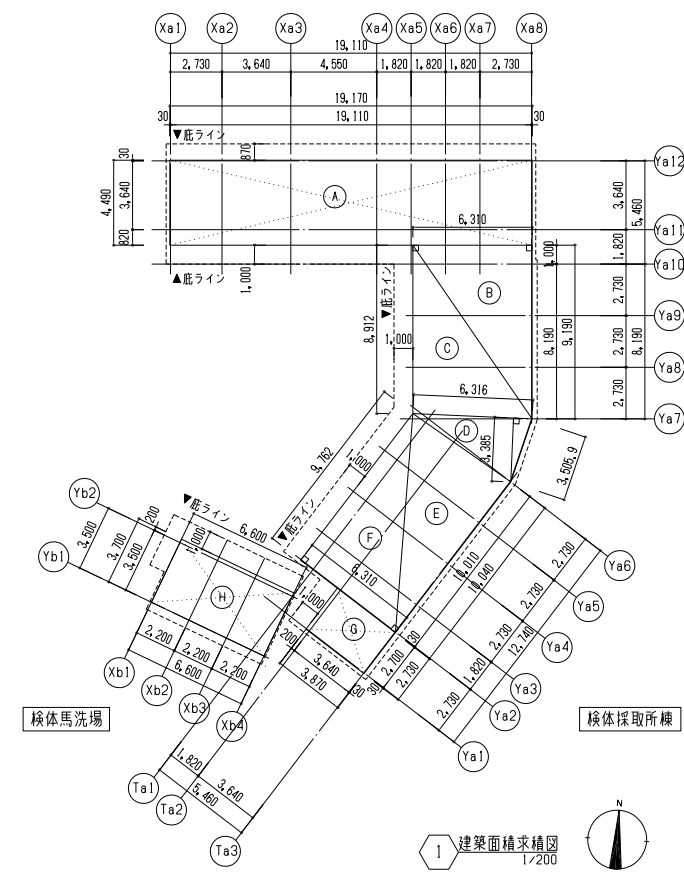 Xa1 Xa2 Xa3 Xa4 Xa5 Xa6 Xa7 Xa8
19,110
2,730 3,640 4,550 1,820 1,820 1,820 2,730
19,170
30 19,110 30
▼庇ライン
870
Ya12
30
4,490
3,640
820
A
3,640
5,460
6,310
Ya11
1,000
1,820
Ya10
▲庇ライン
1,000
▼庇ライン
B
2,730
Ya9
8,912
1,000
C
8,190
9,190
2,730
8,190
Ya8
6,316
2,730
Ya7
D
3,385
9,762
1,000
3,505.9
Yb2
▼庇ライン
200
3,500
3,700
3,600
6,600
1,000
▼庇ライン
E
F
Yb1
2,730
Ya6
10,010
10,040
6,310
H
1,000
2,730
Ya5
G
30
2,730
12,740
Ya4
2,200
2,200
2,200
6,600
200
3,640
3,870
2,700
2,730
1,820
Ya3
30
30
2,730
Ya2
Xb1
Xb2
Xb3
Xb4
Ya1
検体馬洗場
検体採取所棟
1,820
3,640
5,460
Ta1
Ta2
Ta3
N
1 建築面積求積図
1/200